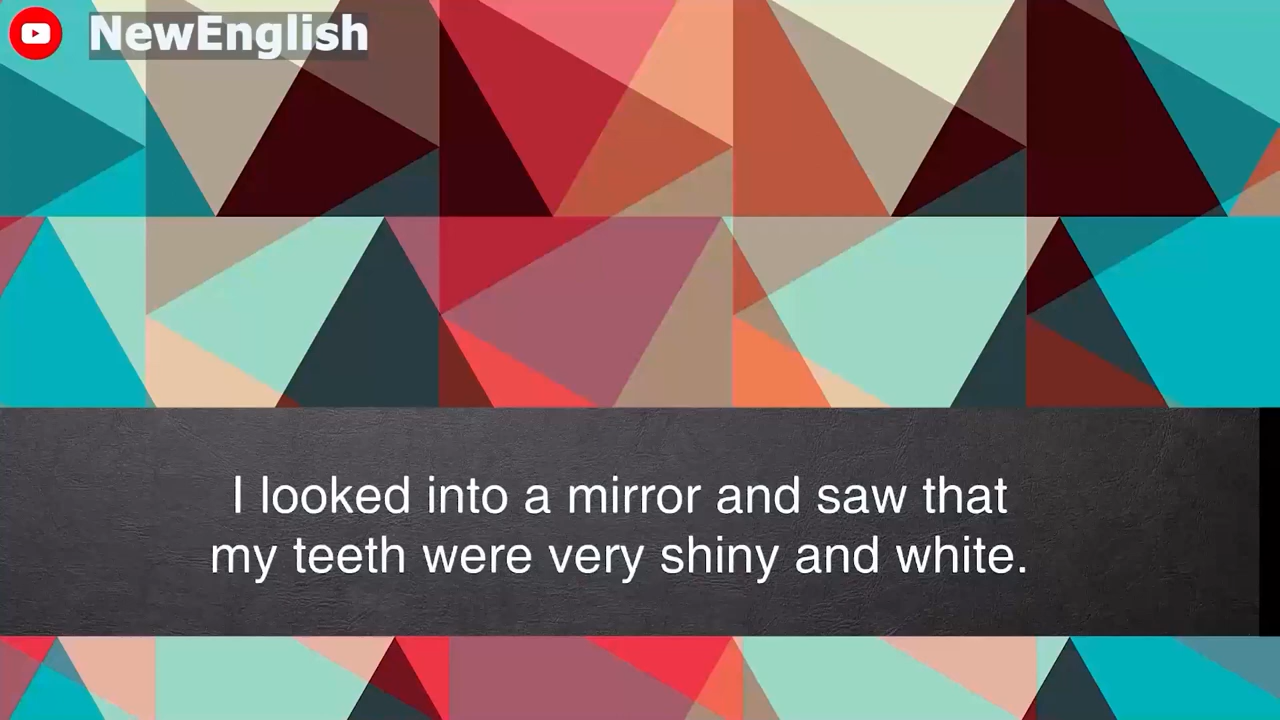 NewEnglish
I looked into a mirror and saw that
my teeth were very shiny and white.